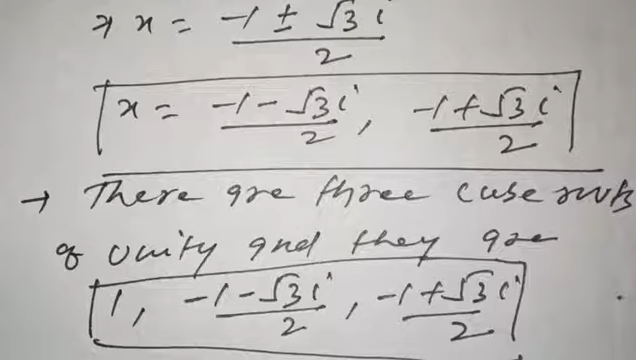 ⇒ x = (-1 ± √3 i)/2
x = (-1 - √3 i)/2, (-1 + √3 i)/2
→ There are three cube roots
of unity and they are
1, (-1 - √3 i)/2, (-1 + √3 i)/2